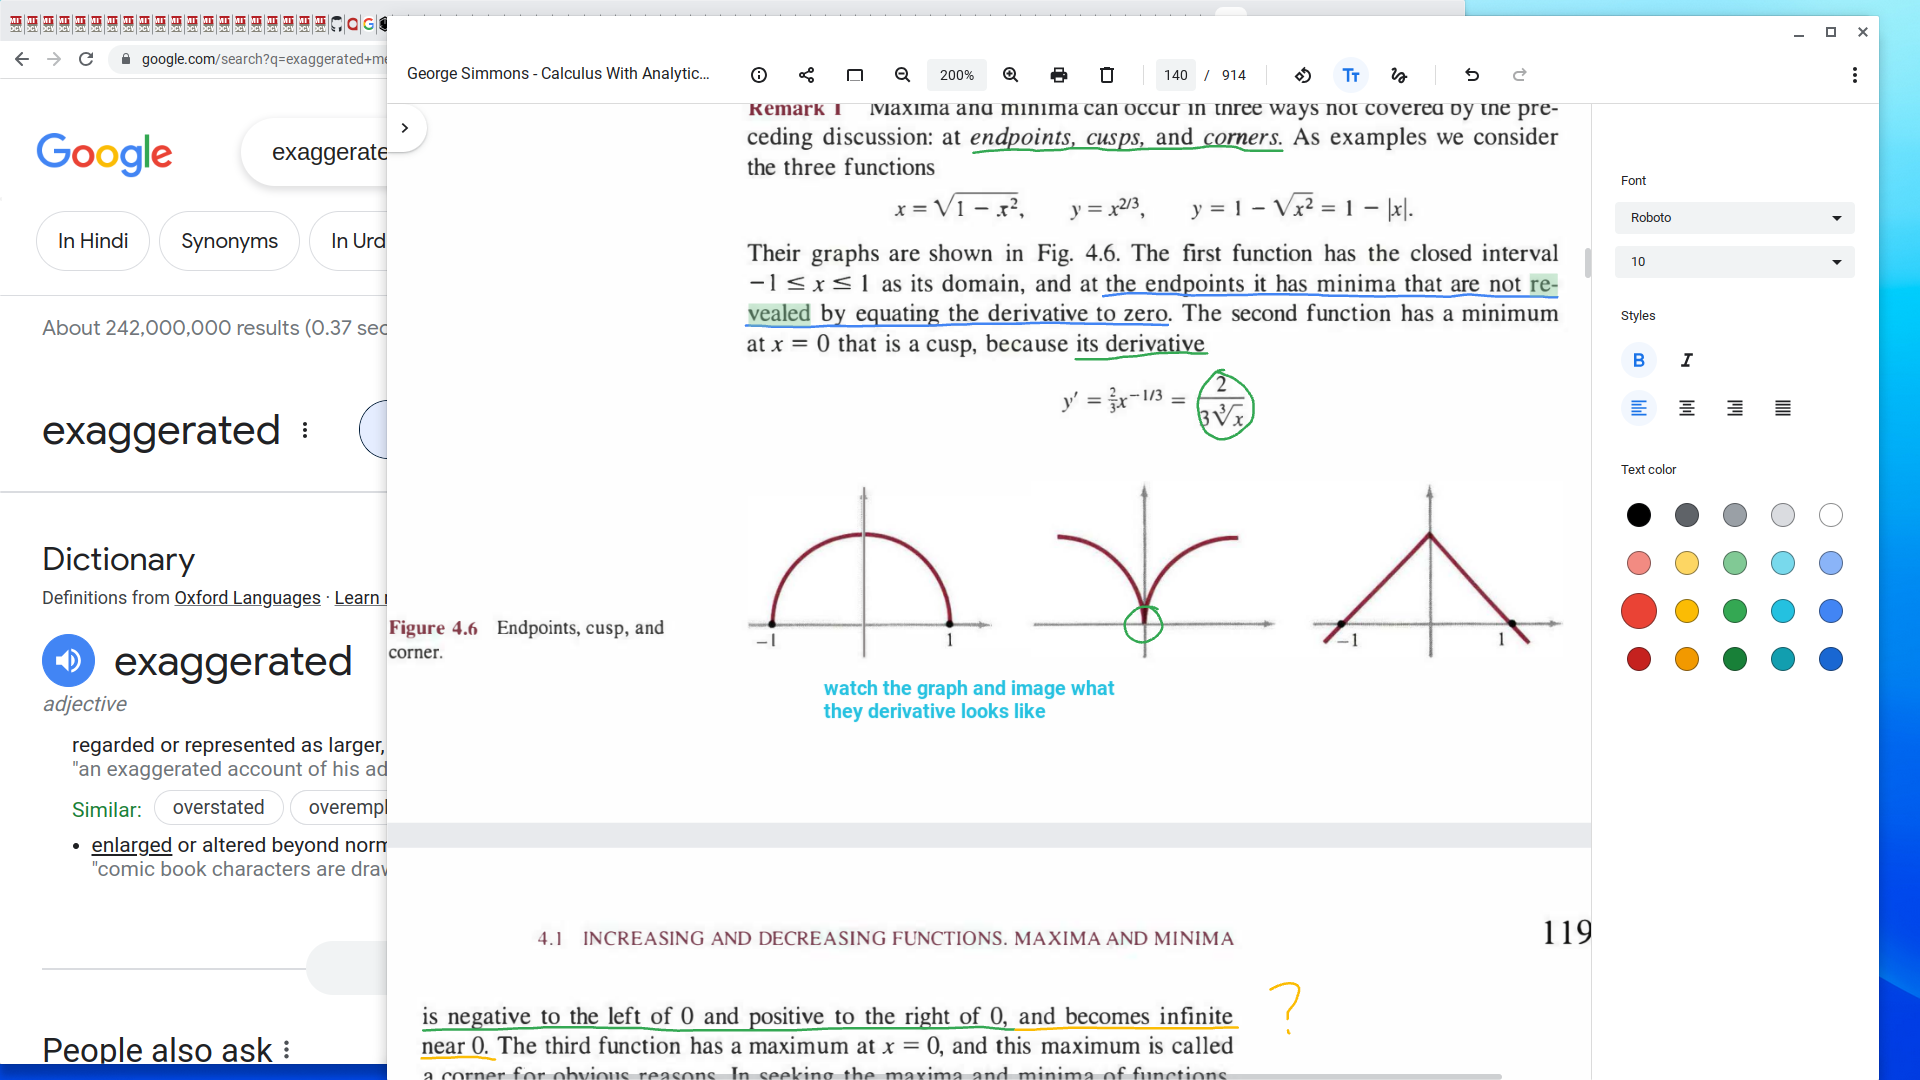 google.com/search?q=exaggerated+me
Google
exaggerate
In Hindi
Synonyms
In Urd
About 242,000,000 results (0.37 sec
exaggerated
Dictionary
Definitions from Oxford Languages · Learn
exaggerated
adjective
regarded or represented as larger,
"an exaggerated account of his ad
Similar:
overstated
overempl
• enlarged or altered beyond norm
"comic book characters are draw
People also ask
George Simmons - Calculus With Analytic...
200%
140 / 914
Remark 1 Maxima and minima can occur in three ways not covered by the pre-
ceding discussion: at endpoints, cusps, and corners. As examples we consider
the three functions
x = √1 − x², y = x^2/3, y = 1 − √x² = 1 − |x|.
Their graphs are shown in Fig. 4.6. The first function has the closed interval
−1 ≤ x ≤ 1 as its domain, and at the endpoints it has minima that are not re-
vealed by equating the derivative to zero. The second function has a minimum
at x = 0 that is a cusp, because its derivative
y′ = 2/3 x^−1/3 = 2 / 3∛x
−1
1
−1
1
Figure 4.6 Endpoints, cusp, and
corner.
watch the graph and image what
they derivative looks like
4.1 INCREASING AND DECREASING FUNCTIONS. MAXIMA AND MINIMA
119
?
is negative to the left of 0 and positive to the right of 0, and becomes infinite
near 0. The third function has a maximum at x = 0, and this maximum is called
a corner for obvious reasons. In seeking the maxima and minima of functions,
Font
Roboto
10
Styles
B I
Text color